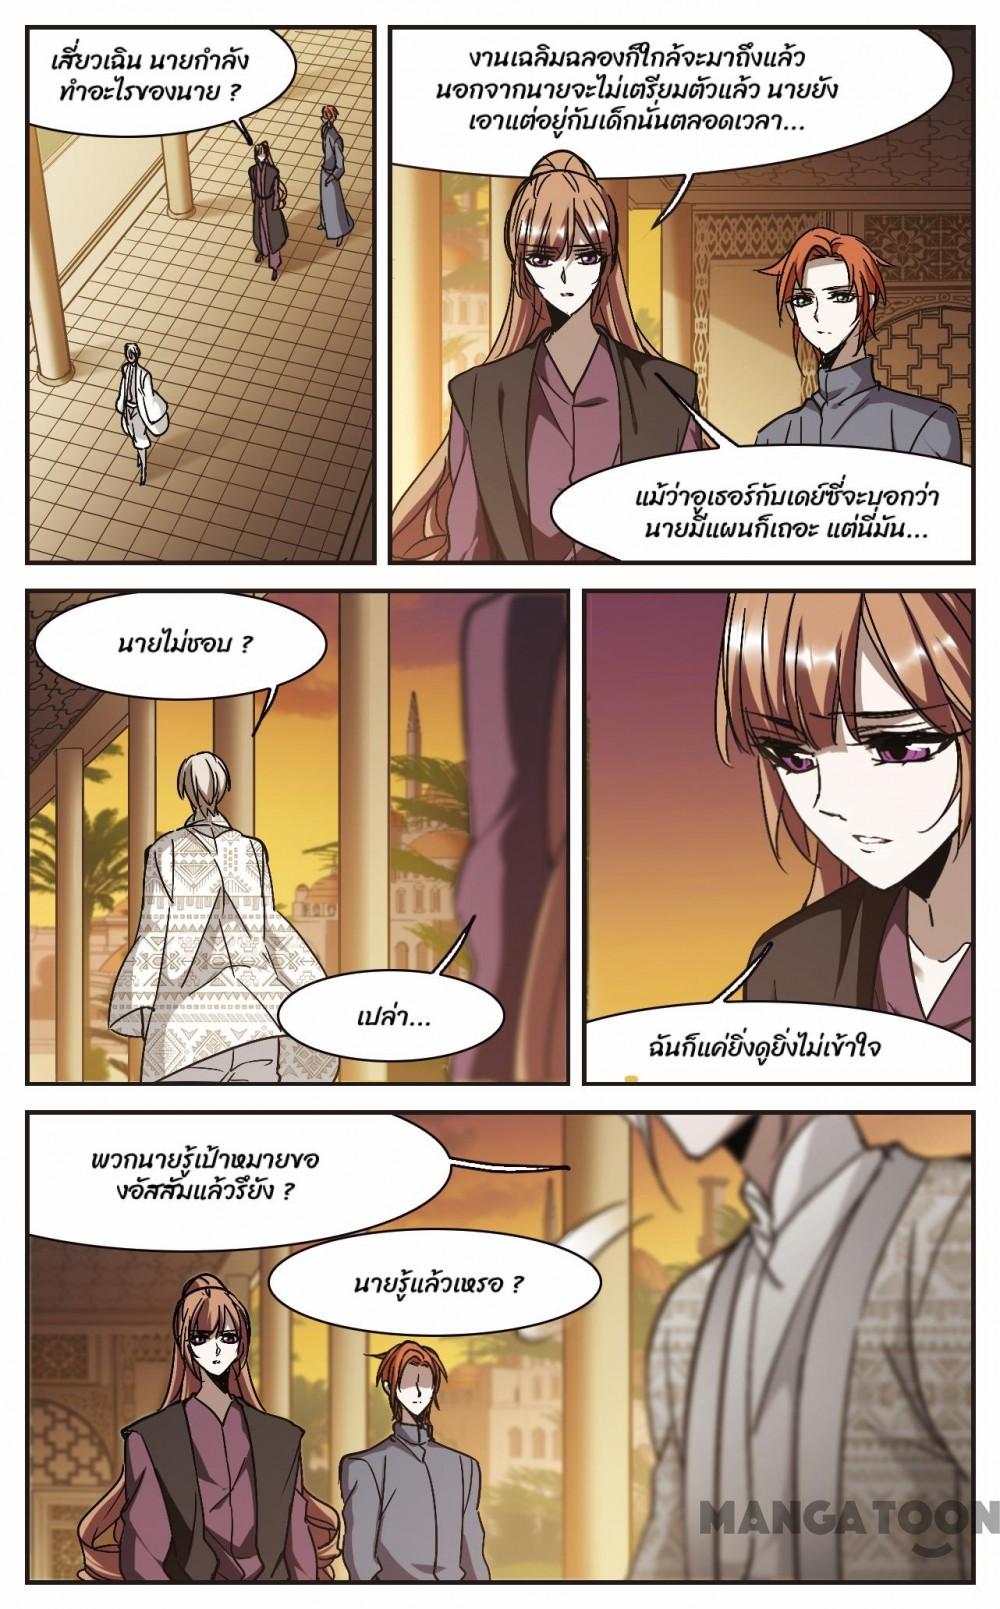 เสี่ยวเฉิน นายกำลัง
ทำอะไรของนาย ?
งานเฉลิมฉลองก็ใกล้จะมาถึงแล้ว
นอกจากนายจะไม่เตรียมตัวแล้ว นายยัง
เอาแต่อยู่กับเด็กนั่นตลอดเวลา...
แม้ว่าอูเธอร์กับเดย์ซี่จะบอกว่า
นายมีแผนก็เถอะ แต่นี่มัน...
นายไม่ชอบ ?
เปล่า...
ฉันก็แค่ยิ่งดูยิ่งไม่เข้าใจ
พวกนายรู้เป้าหมายขอ
งอัสสัมแล้วรึยัง ?
นายรู้แล้วเหรอ ?
MANGATOON